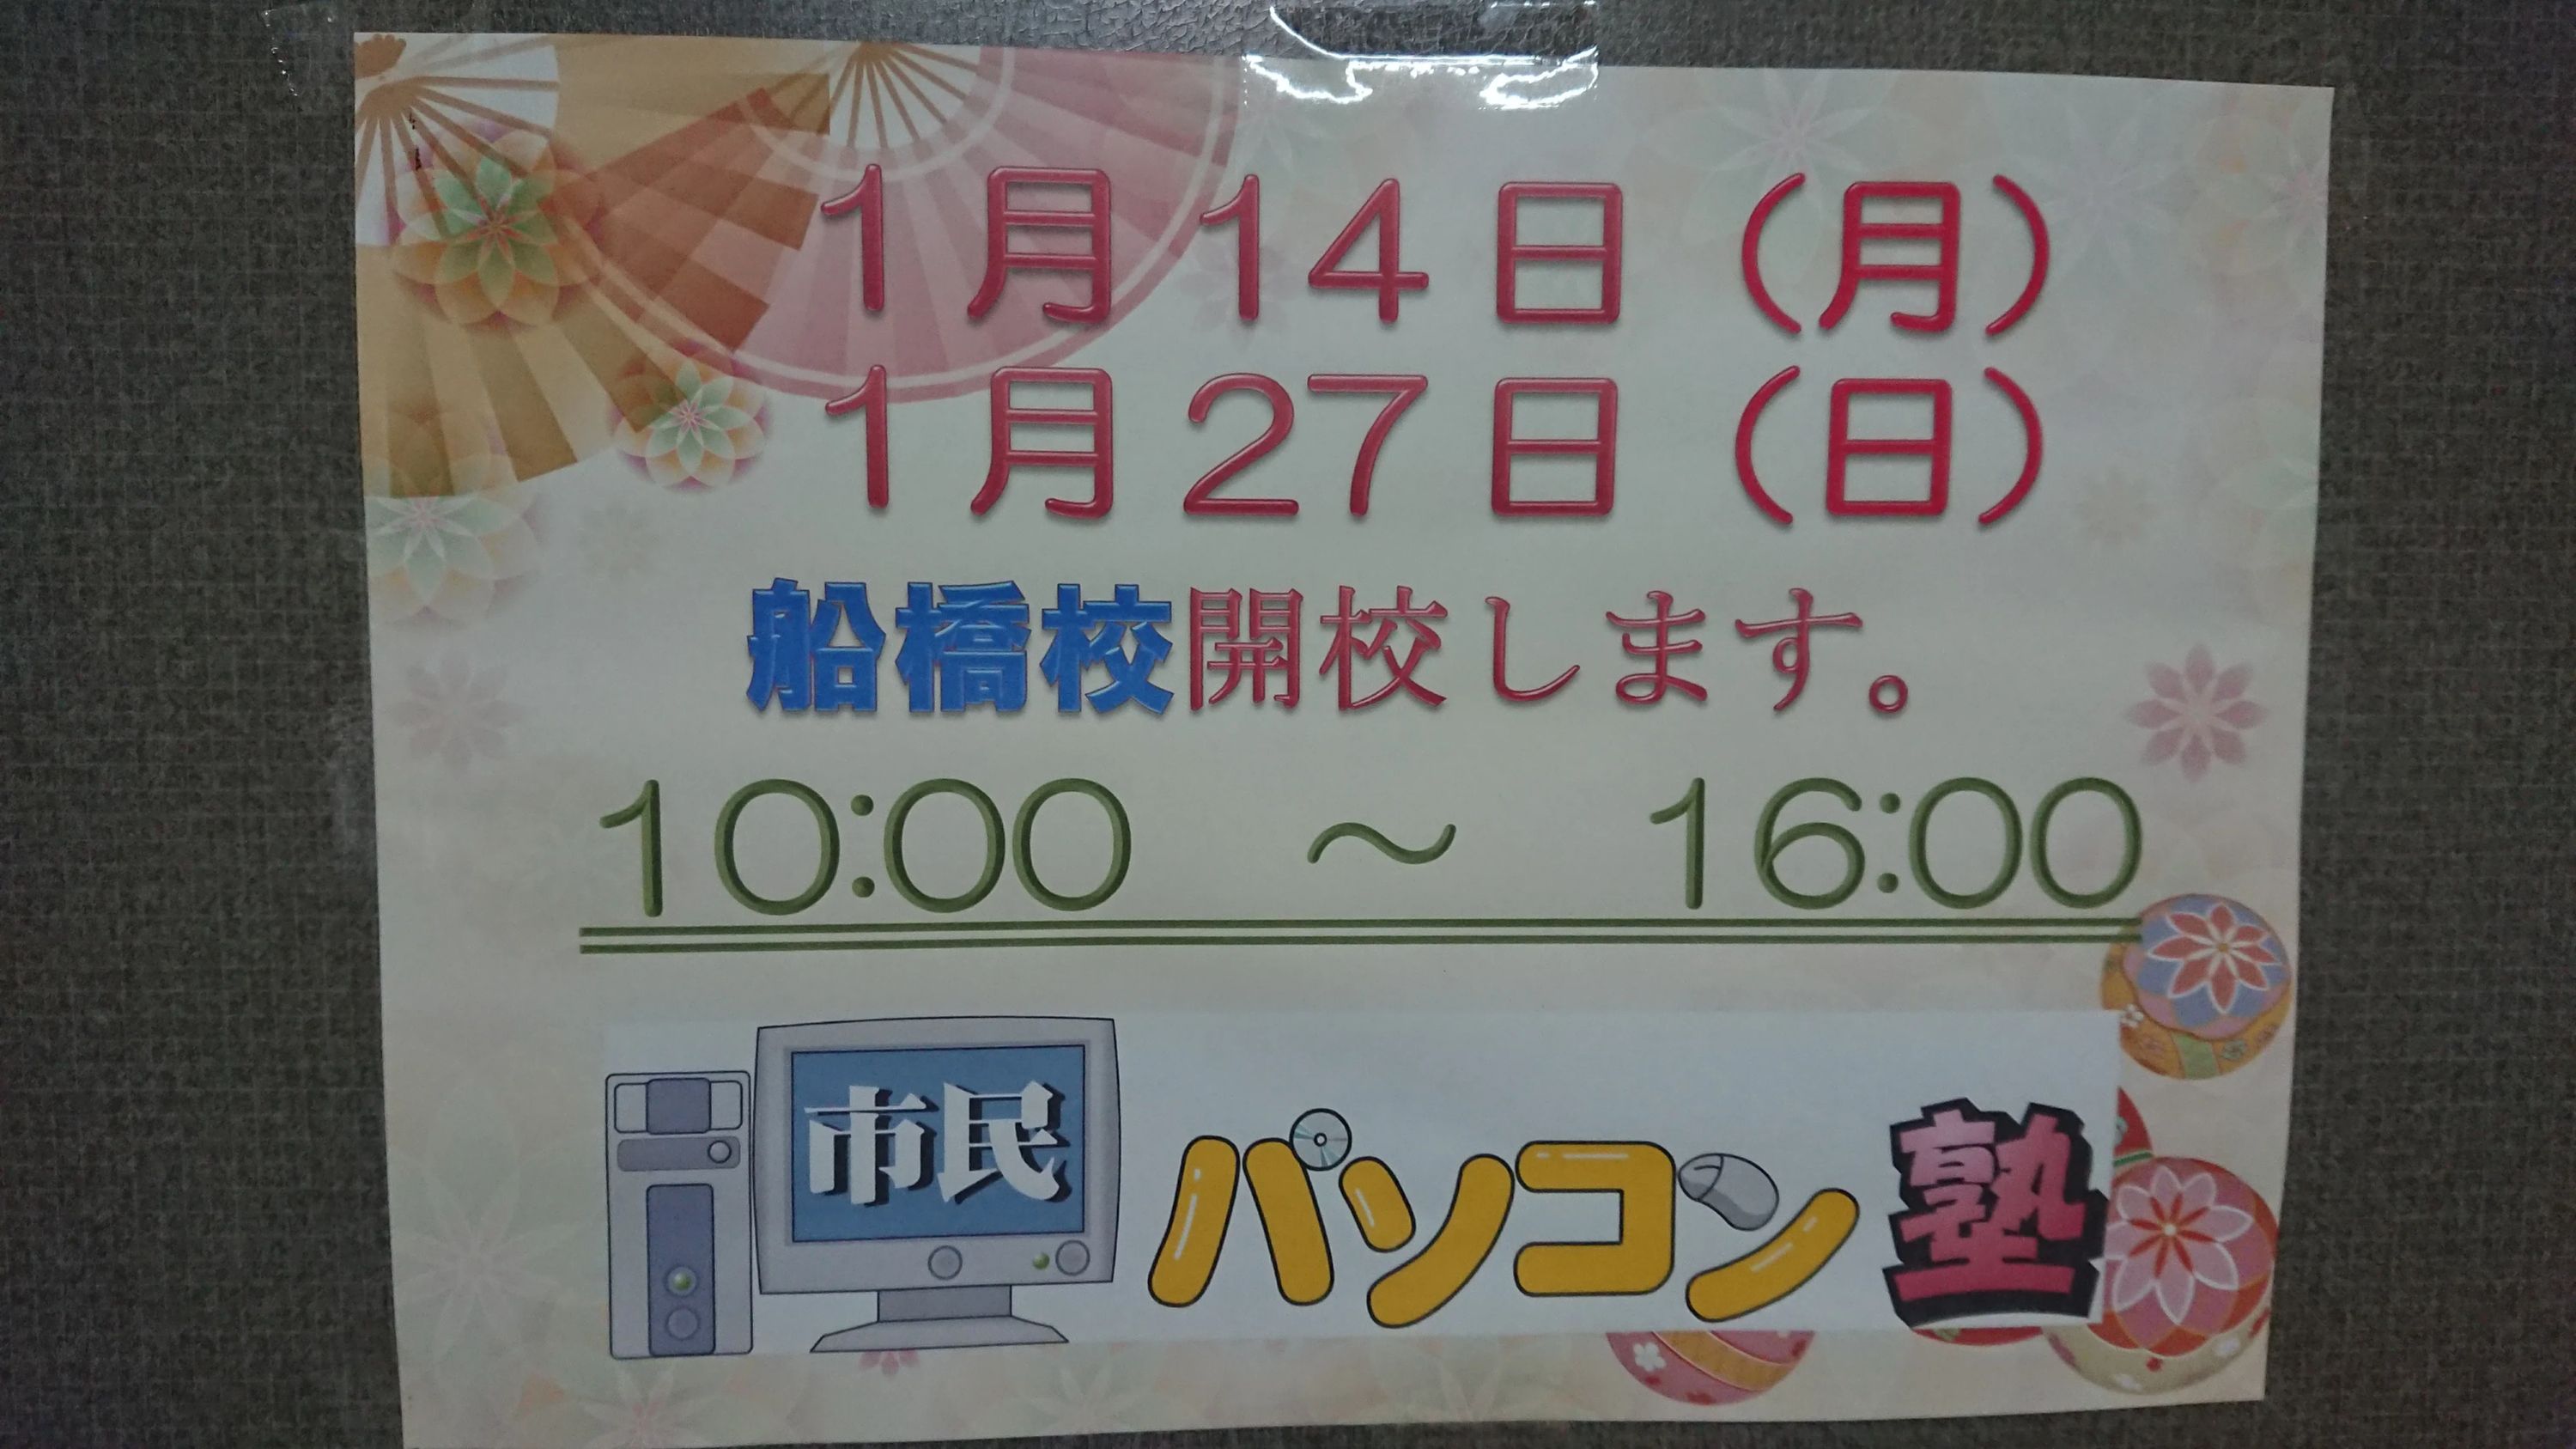 1月14日（月）
1月27日（日）
船橋校開校します。
10:00　～　16:00
市民パソコン塾